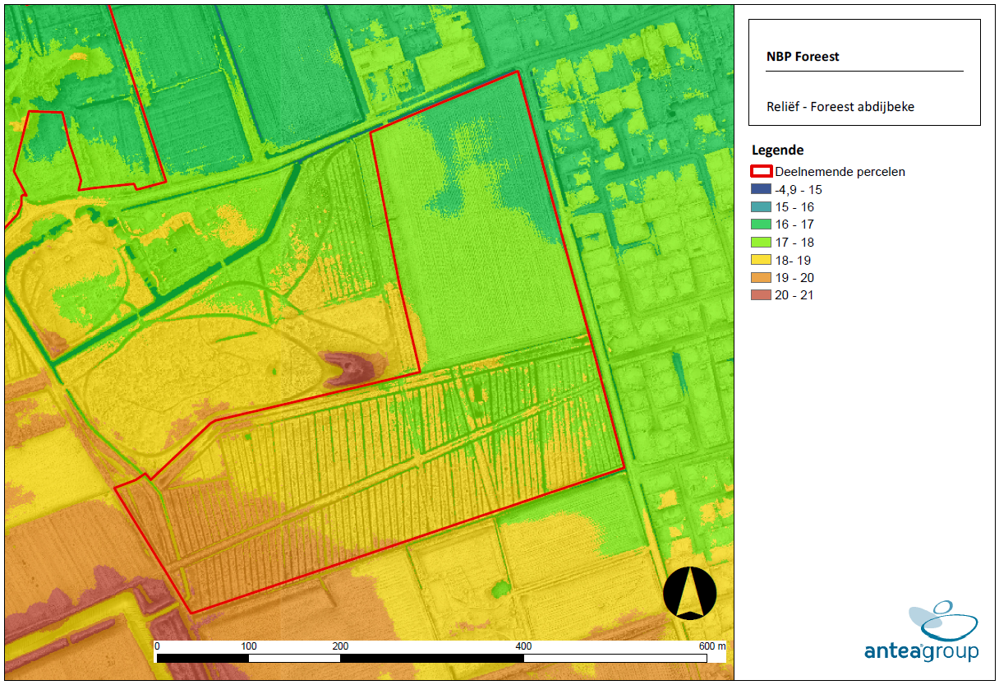 NBP Foreest
Reliëf - Foreest abdijbeke
Legende
Deelnemende percelen
-4,9 - 15
15 - 16
16 - 17
17 - 18
18- 19
19 - 20
20 - 21
0 100 200 400 600 m
anteagroup